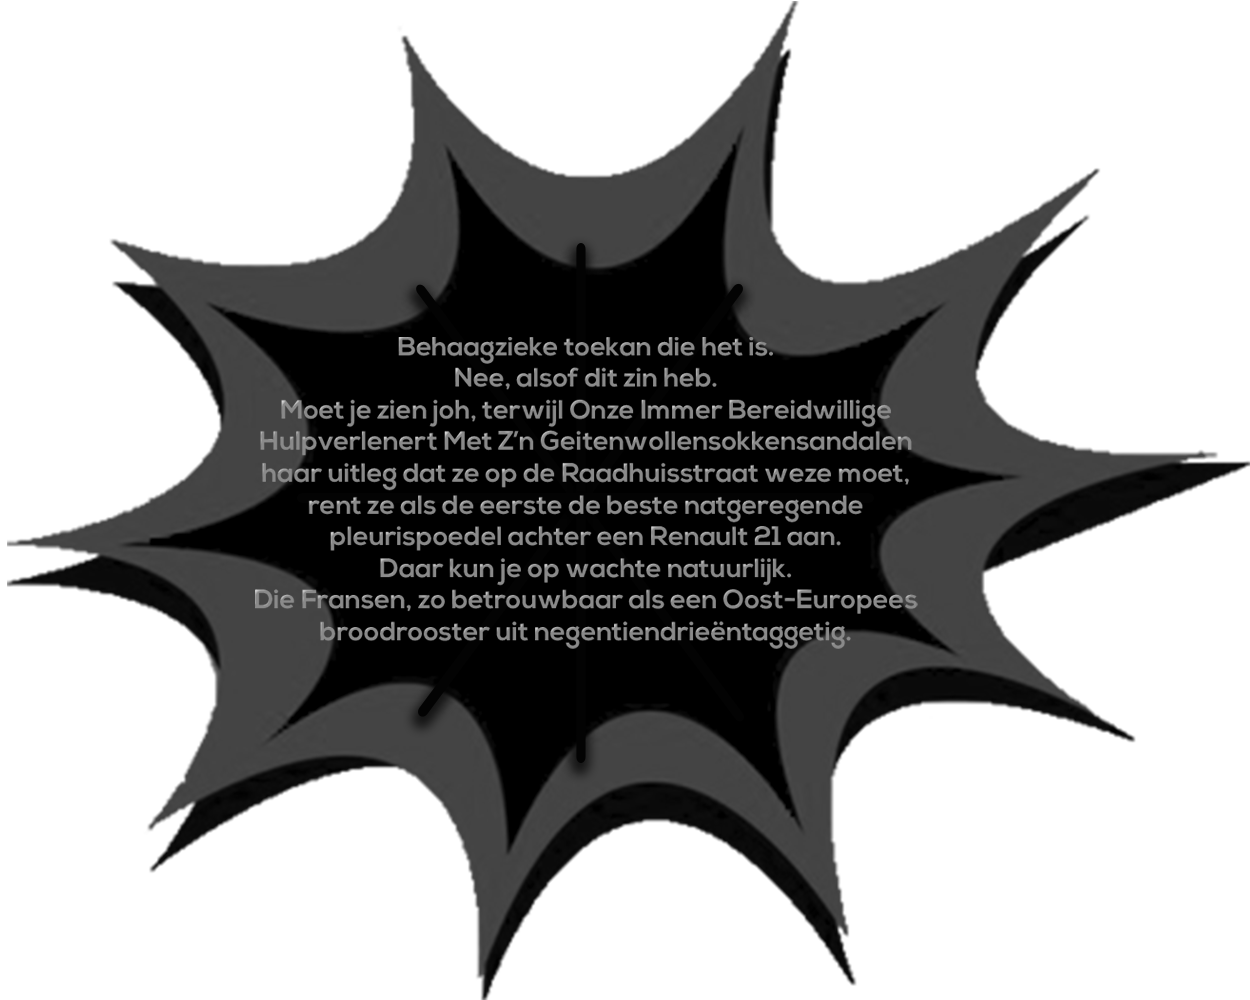 Behaagzieke toekan die het is.
Nee, alsof dit zin heb.
Moet je zien joh, terwijl Onze Immer Bereidwillige
Hulpverlenert Met Z'n Geitenwollensokkensandalen
haar uitleg dat ze op de Raadhuisstraat weze moet,
rent ze als de eerste de beste natgeregende
pleurispoedel achter een Renault 21 aan.
Daar kun je op wachte natuurlijk.
Die Fransen, zo betrouwbaar als een Oost-Europees
broodrooster uit negentiendrieëntaggetig.